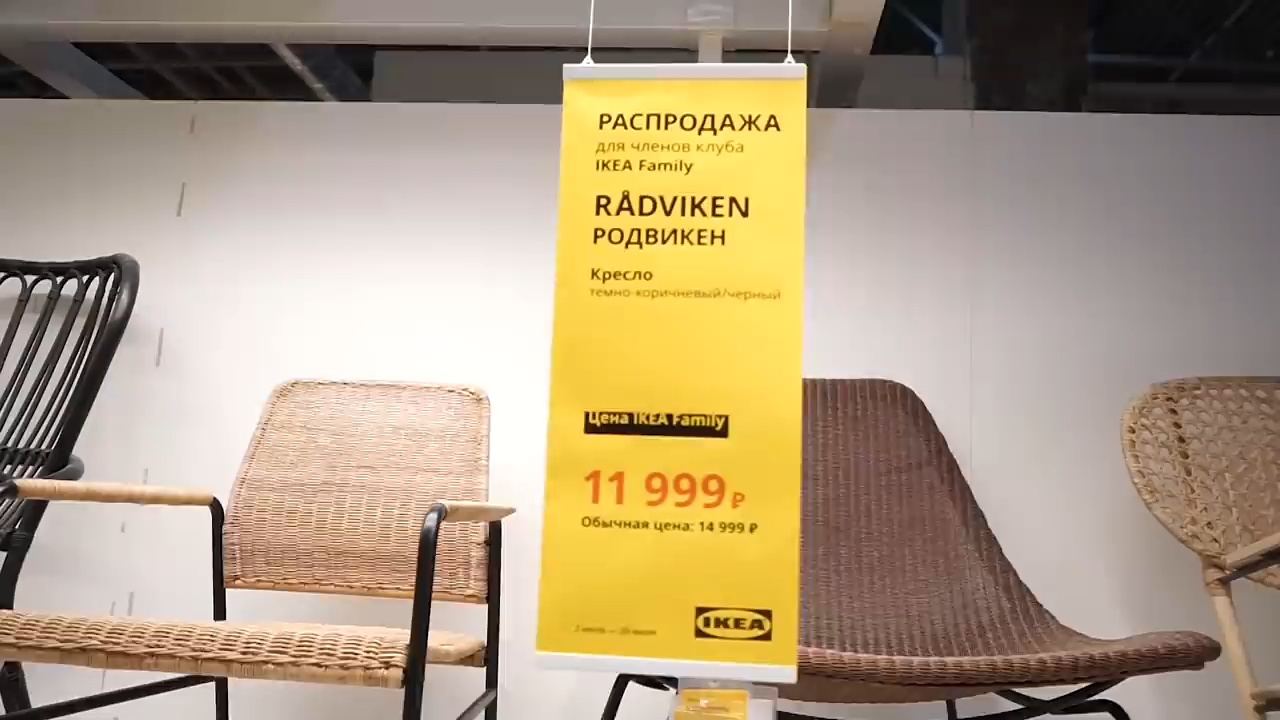 РАСПРОДАЖА
для членов клуба
IKEA Family
RÅDVIKEN
РОДВИКЕН
Кресло
темно-коричневый/черный
Цена IKEA Family
11 999 ₽
Обычная цена: 14 999 ₽
IKEA